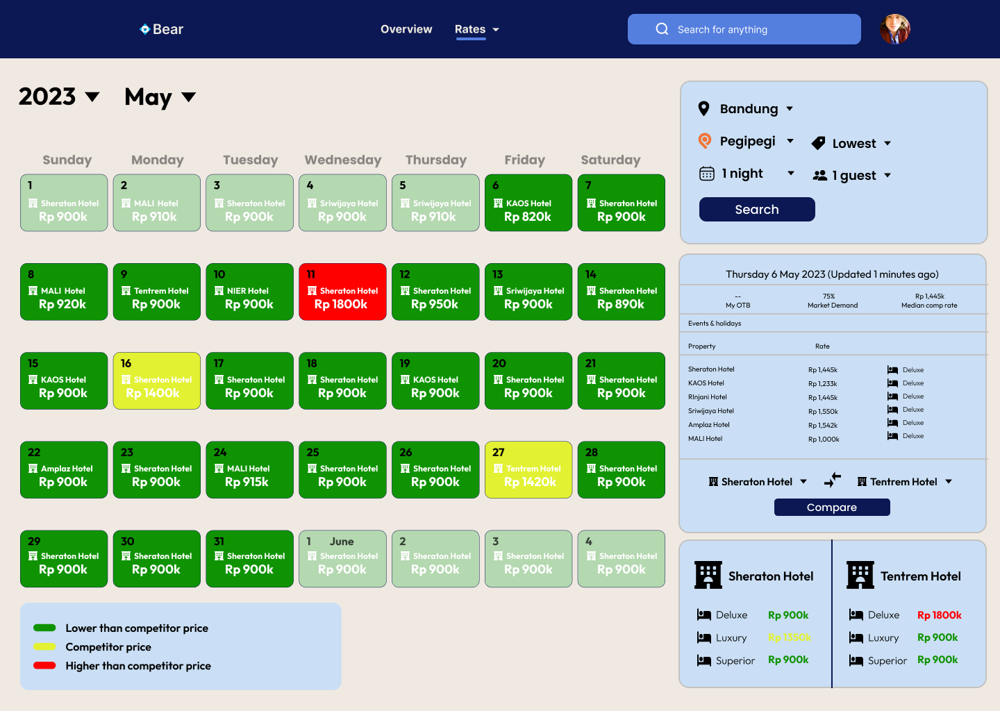 Bear
Overview
Rates
Search for anything
2023 May
Sunday Monday Tuesday Wednesday Thursday Friday Saturday
1 2 3 4 5 6 7
Sheraton Hotel MALI Hotel Sheraton Hotel Sriwijaya Hotel Sriwijaya Hotel KAOS Hotel Sheraton Hotel
Rp 900k Rp 910k Rp 900k Rp 900k Rp 910k Rp 820k Rp 900k
8 9 10 11 12 13 14
MALI Hotel Tentrem Hotel NIER Hotel Sheraton Hotel Sheraton Hotel Sriwijaya Hotel Sheraton Hotel
Rp 920k Rp 900k Rp 900k Rp 1800k Rp 950k Rp 900k Rp 890k
15 16 17 18 19 20 21
KAOS Hotel Sheraton Hotel Sheraton Hotel Sheraton Hotel KAOS Hotel Sheraton Hotel Sheraton Hotel
Rp 900k Rp 1400k Rp 900k Rp 900k Rp 900k Rp 900k Rp 900k
22 23 24 25 26 27 28
Amplaz Hotel Sheraton Hotel MALI Hotel Sheraton Hotel Sheraton Hotel Tentrem Hotel Sheraton Hotel
Rp 900k Rp 900k Rp 915k Rp 900k Rp 900k Rp 1420k Rp 900k
29 30 31 1 June 2 3 4
Sheraton Hotel Sheraton Hotel Sheraton Hotel Sheraton Hotel Sheraton Hotel Sheraton Hotel Sheraton Hotel
Rp 900k Rp 900k Rp 900k Rp 900k Rp 900k Rp 900k Rp 900k
Lower than competitor price
Competitor price
Higher than competitor price
Bandung
Pegipegi Lowest
1 night 1 guest
Search
Thursday 6 May 2023 (Updated 1 minutes ago)
-- 75% Rp 1,445k
My OTB Market Demand Median comp rate
Events & holidays
Property Rate
Sheraton Hotel Rp 1,445k Deluxe
KAOS Hotel Rp 1,233k Deluxe
RInjani Hotel Rp 1,445k Deluxe
Sriwijaya Hotel Rp 1,550k Deluxe
Amplaz Hotel Rp 1,542k Deluxe
MALI Hotel Rp 1,000k Deluxe
Sheraton Hotel Tentrem Hotel
Compare
Sheraton Hotel
Deluxe Rp 900k
Luxury Rp 1350k
Superior Rp 900k
Tentrem Hotel
Deluxe Rp 1800k
Luxury Rp 900k
Superior Rp 900k